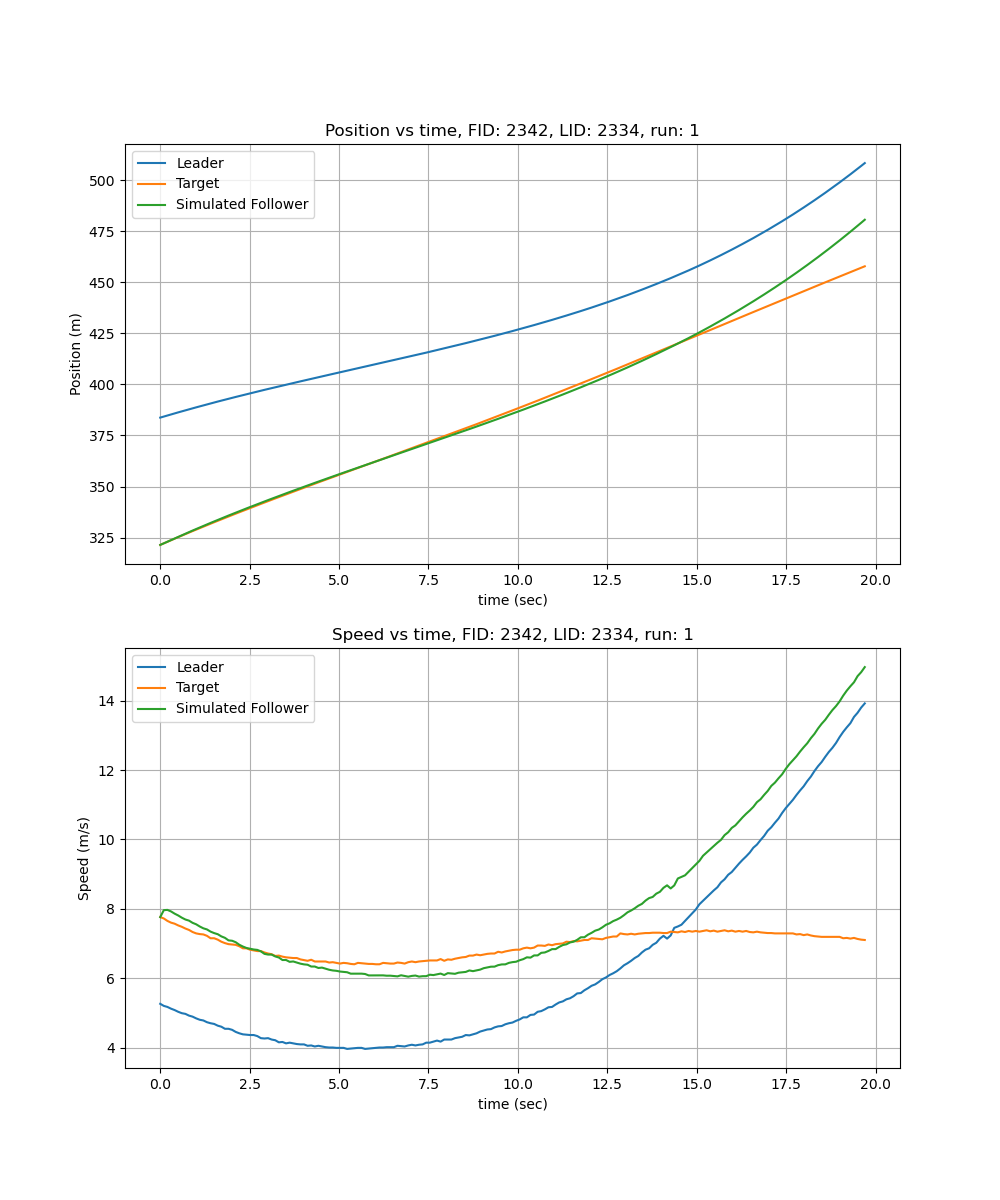 Position vs time, FID: 2342, LID: 2334, run: 1
Leader
Target
Simulated Follower
500
475
450
425
400
375
350
325
Position (m)
0.0 2.5 5.0 7.5 10.0 12.5 15.0 17.5 20.0
time (sec)
Speed vs time, FID: 2342, LID: 2334, run: 1
Leader
Target
Simulated Follower
14
12
10
8
6
4
Speed (m/s)
0.0 2.5 5.0 7.5 10.0 12.5 15.0 17.5 20.0
time (sec)